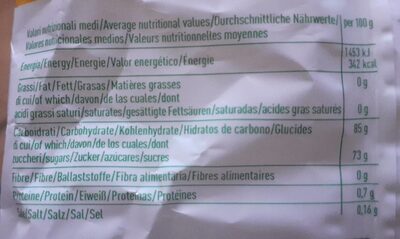 Valori nutrizionali medi/Average nutritional values/Durchschnittliche Nährwerte/ per 100 g
Valores nutricionales medios/Valeurs nutritionnelles moyennes
1453 kJ
Energia/Energy/Energie/Valor energético/Énergie 342 kcal
Grassi/Fat/Fett/Grasas/Matières grasses 0 g
di cui/of which/davon/de las cuales/dont
acidi grassi saturi/saturates/gesättigte Fettsäuren/saturadas/acides gras saturés 0 g
Carboidrati/Carbohydrate/Kohlenhydrate/Hidratos de carbono/Glucides 85 g
di cui/of which/davon/de los cuales/dont
zuccheri/sugars/Zucker/azúcares/sucres 73 g
Fibre/Fibre/Ballaststoffe/Fibra alimentaria/Fibres alimentaires 0 g
Proteine/Protein/Eiweiß/Proteínas/Protéines 0,7 g
Sale/Salt/Salz/Sal/Sel 0,16 g